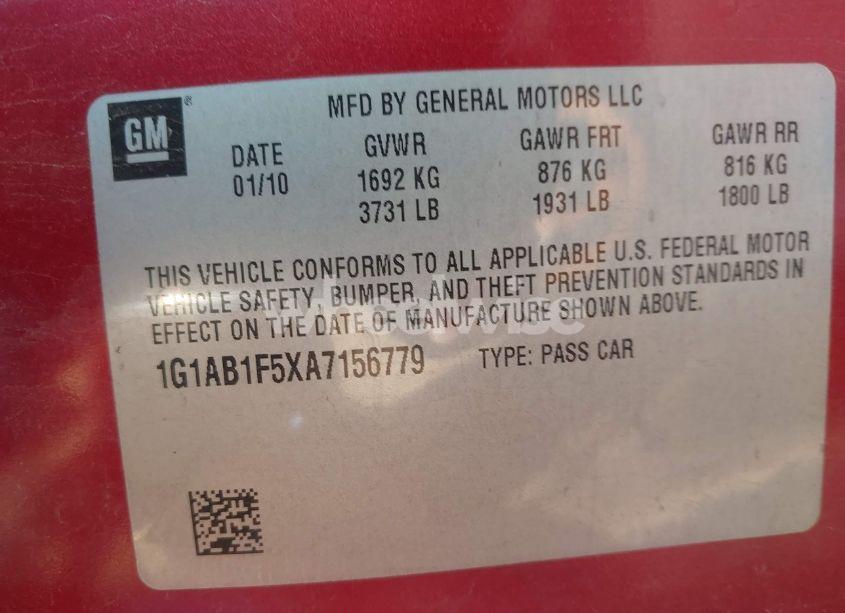 GM
MFD BY GENERAL MOTORS LLC
DATE GVWR GAWR FRT GAWR RR
01/10 1692 KG 876 KG 816 KG
3731 LB 1931 LB 1800 LB
THIS VEHICLE CONFORMS TO ALL APPLICABLE U.S. FEDERAL MOTOR
VEHICLE SAFETY, BUMPER, AND THEFT PREVENTION STANDARDS IN
EFFECT ON THE DATE OF MANUFACTURE SHOWN ABOVE.
1G1AB1F5XA7156779 TYPE: PASS CAR